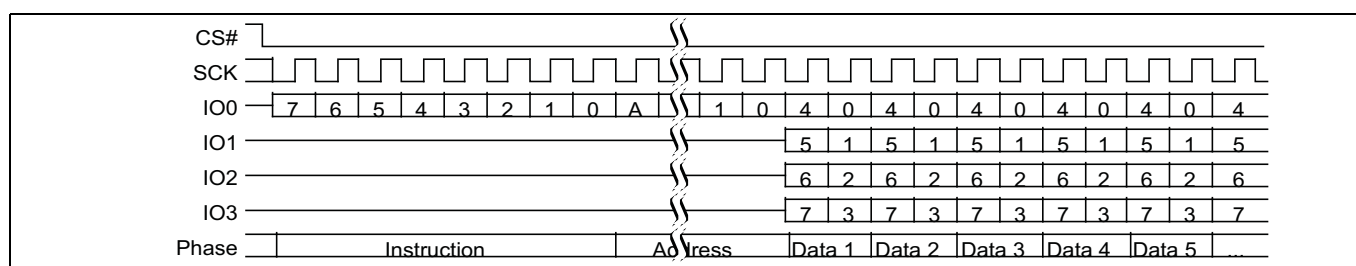 CS#
SCK
IO0 7 6 5 4 3 2 1 0 A 1 0 4 0 4 0 4 0 4 0 4 0 4
IO1 5 1 5 1 5 1 5 1 5 1 5
IO2 6 2 6 2 6 2 6 2 6 2 6
IO3 7 3 7 3 7 3 7 3 7 3 7
Phase Instruction Address Data 1 Data 2 Data 3 Data 4 Data 5 ...